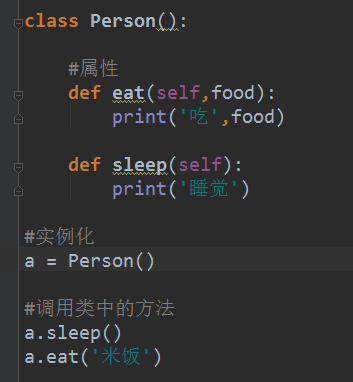 class Person():
#属性
def eat(self,food):
print('吃',food)
def sleep(self):
print('睡觉')
#实例化
a = Person()
#调用类中的方法
a.sleep()
a.eat('米饭')